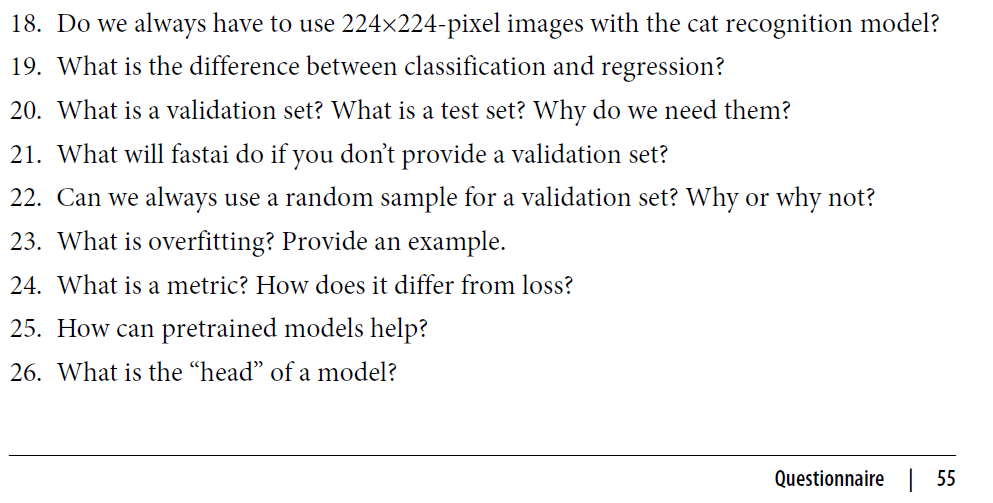 18. Do we always have to use 224×224-pixel images with the cat recognition model?
19. What is the difference between classification and regression?
20. What is a validation set? What is a test set? Why do we need them?
21. What will fastai do if you don’t provide a validation set?
22. Can we always use a random sample for a validation set? Why or why not?
23. What is overfitting? Provide an example.
24. What is a metric? How does it differ from loss?
25. How can pretrained models help?
26. What is the “head” of a model?
Questionnaire | 55